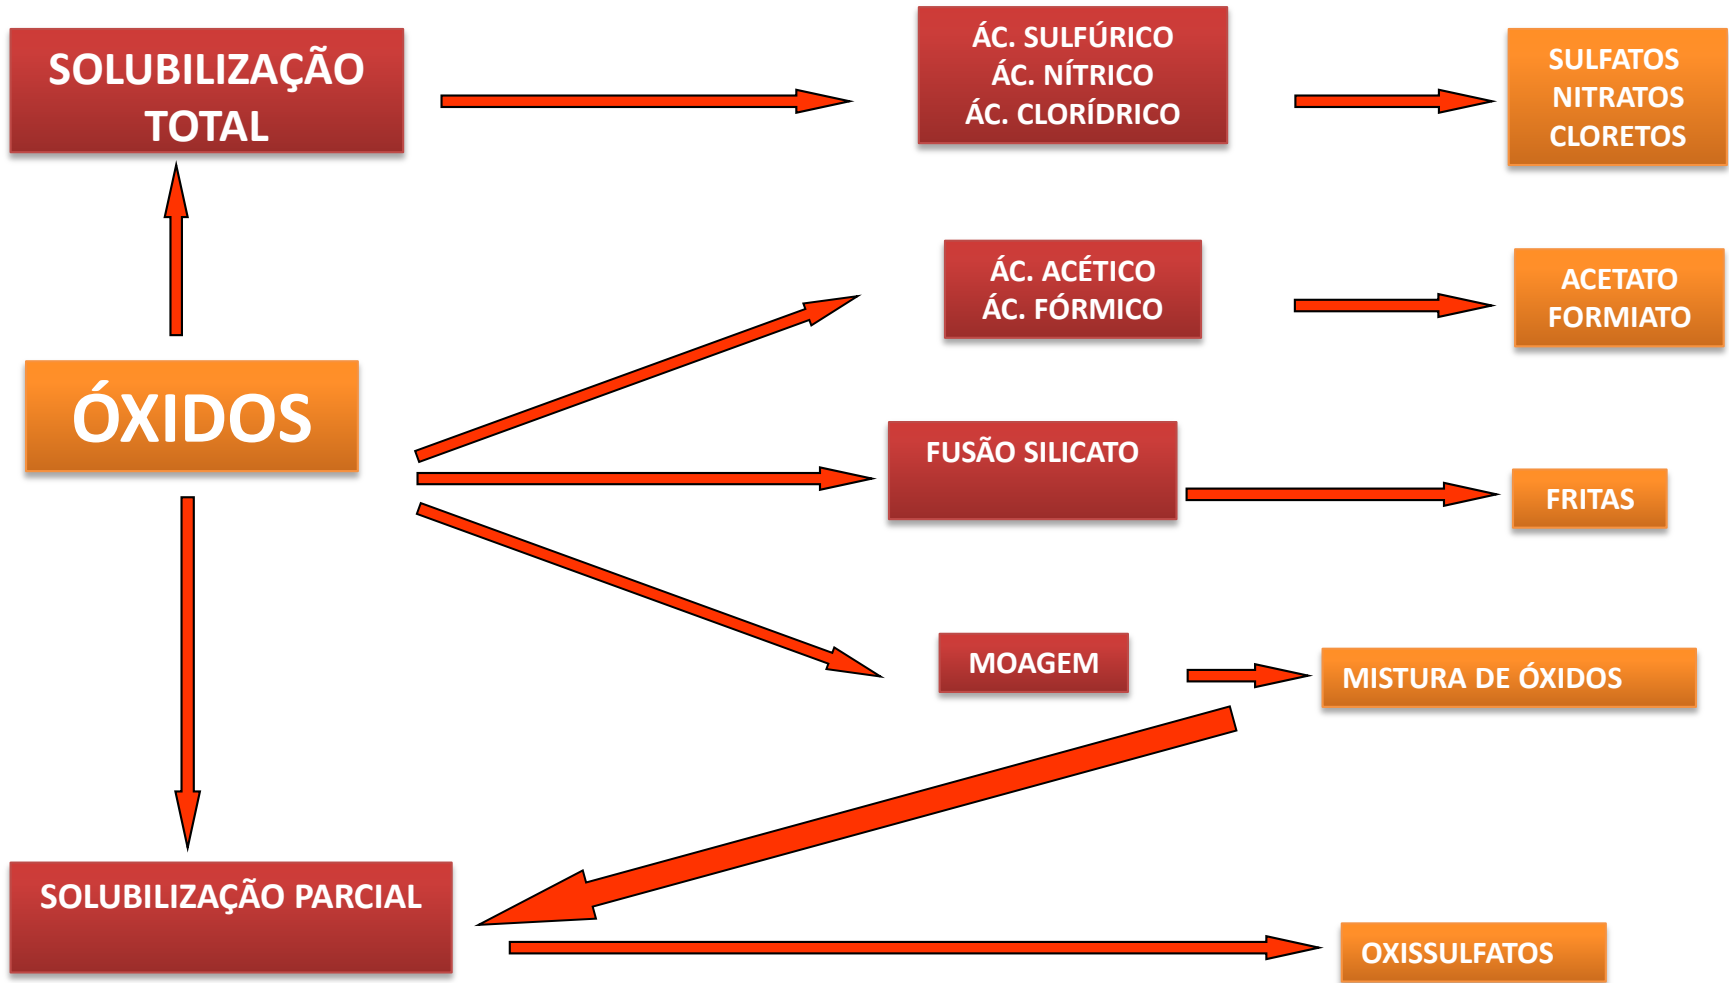 SOLUBILIZAÇÃO
TOTAL
ÁC. SULFÚRICO
ÁC. NÍTRICO
ÁC. CLORÍDRICO
SULFATOS
NITRATOS
CLORETOS
ÁC. ACÉTICO
ÁC. FÓRMICO
ACETATO
FORMIATO
ÓXIDOS
FUSÃO SILICATO
FRITAS
MOAGEM
MISTURA DE ÓXIDOS
SOLUBILIZAÇÃO PARCIAL
OXISSULFATOS